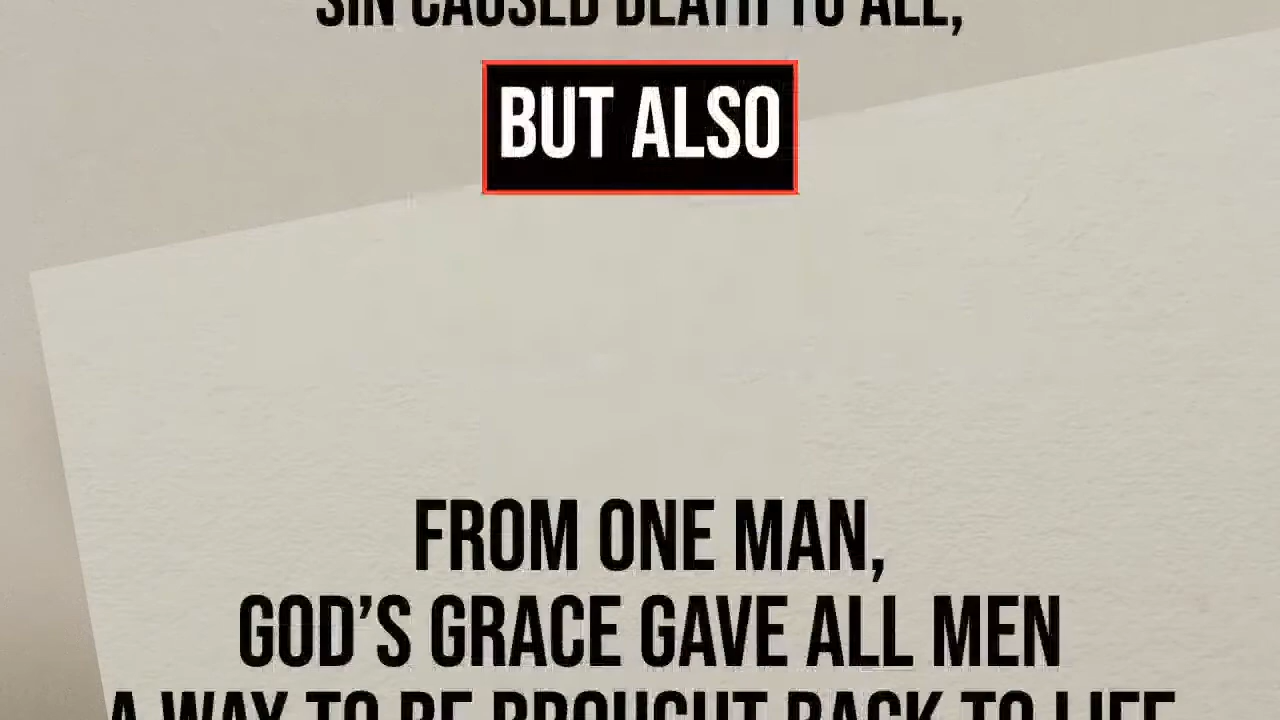 SIN CAUSED DEATH TO ALL,
BUT ALSO
FROM ONE MAN,
GOD'S GRACE GAVE ALL MEN
A WAY TO BE BROUGHT BACK TO LIFE